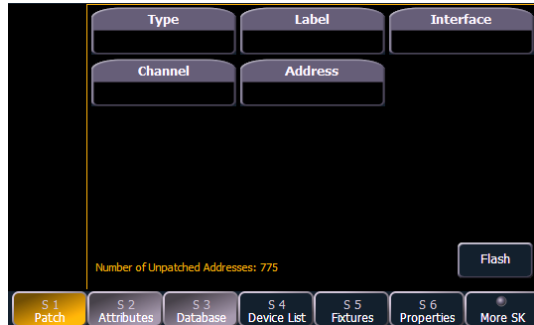 Type Label Interface
Channel Address
Number of Unpatched Addresses: 775
Flash
S 1 S 2 S 3 S 4 S 5 S 6
Patch Attributes Database Device List Fixtures Properties More SK